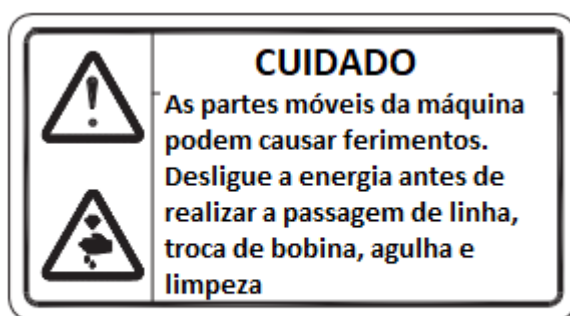 CUIDADO
As partes móveis da máquina
podem causar ferimentos.
Desligue a energia antes de
realizar a passagem de linha,
troca de bobina, agulha e
limpeza